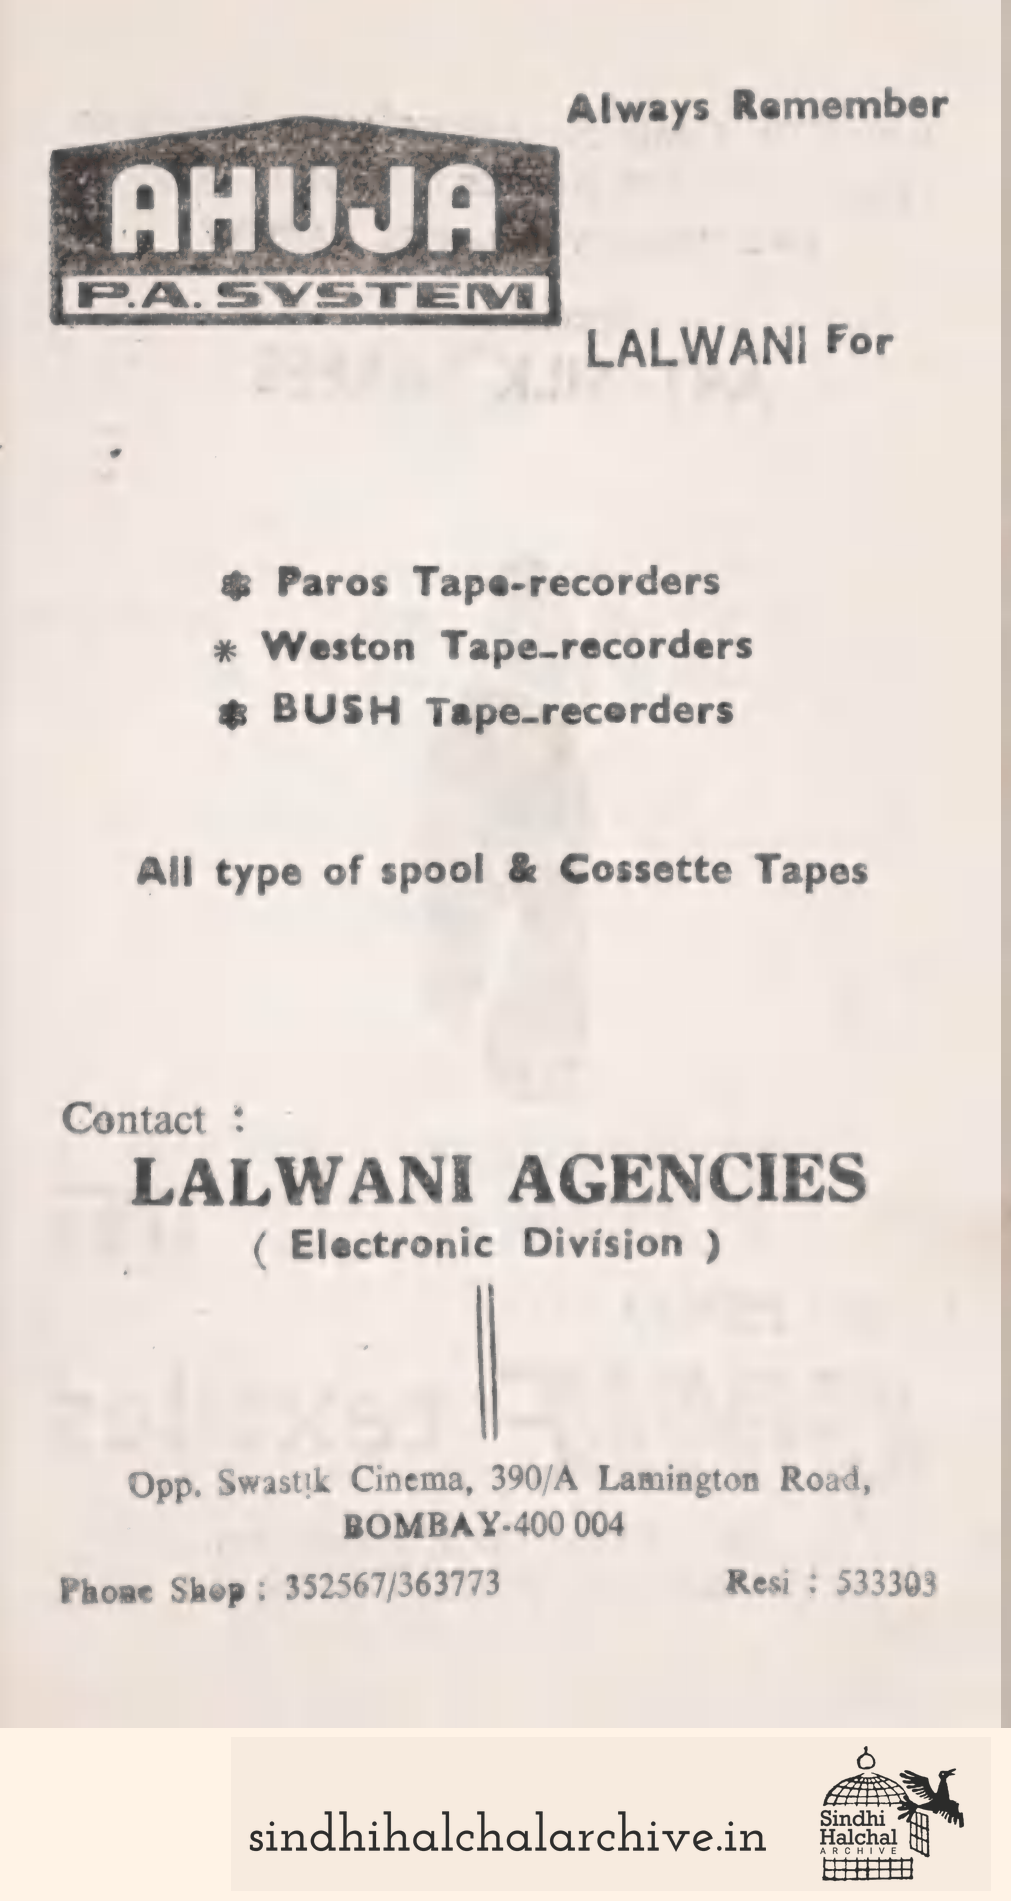 Always Remember
AHUJA
P.A. SYSTEM
LALWANI For
* Paros Tape-recorders
* Weston Tape-recorders
* BUSH Tape-recorders
All type of spool & Cossette Tapes
Contact :
LALWANI AGENCIES
( Electronic Division )
Opp. Swastik Cinema, 390/A Lamington Road,
BOMBAY-400 004
Phone Shop : 352567/363773 Resi : 533303
sindhihalchalarchive.in
Sindhi
Halchal
ARCHIVE